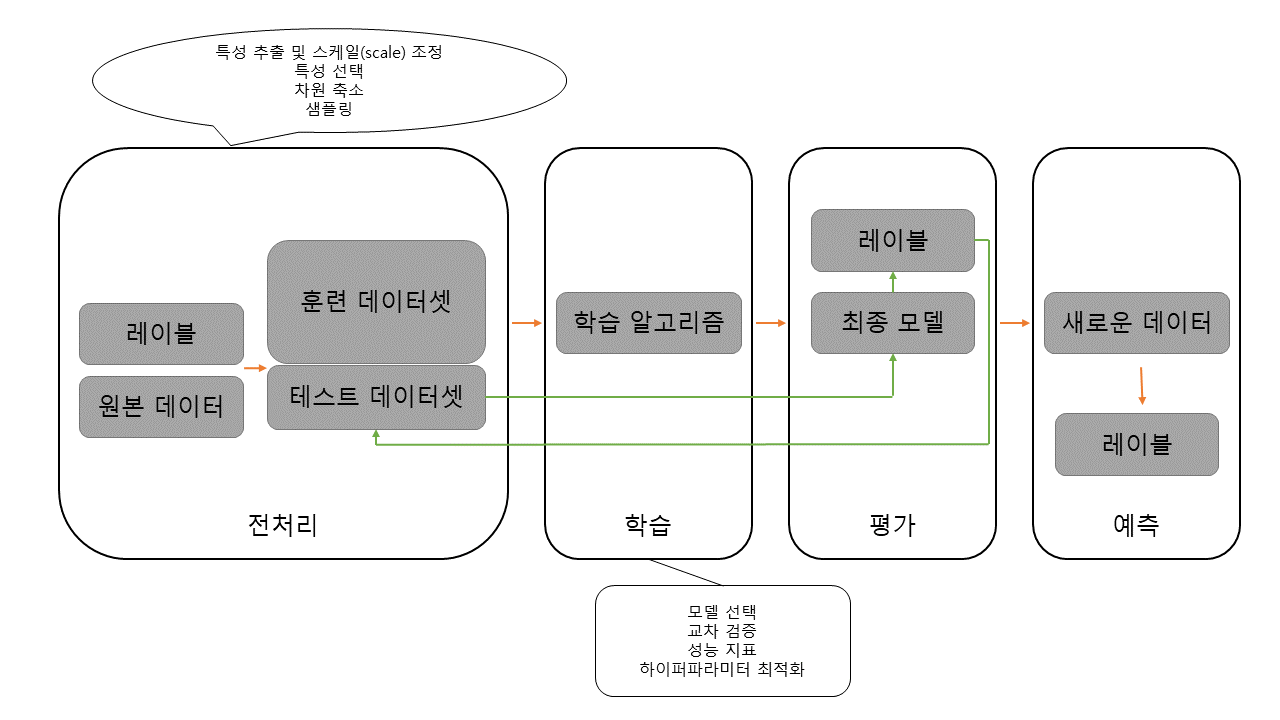 특성 추출 및 스케일(scale) 조정
특성 선택
차원 축소
샘플링
레이블
원본 데이터
훈련 데이터셋
테스트 데이터셋
전처리
학습 알고리즘
학습
레이블
최종 모델
평가
새로운 데이터
레이블
예측
모델 선택
교차 검증
성능 지표
하이퍼파라미터 최적화